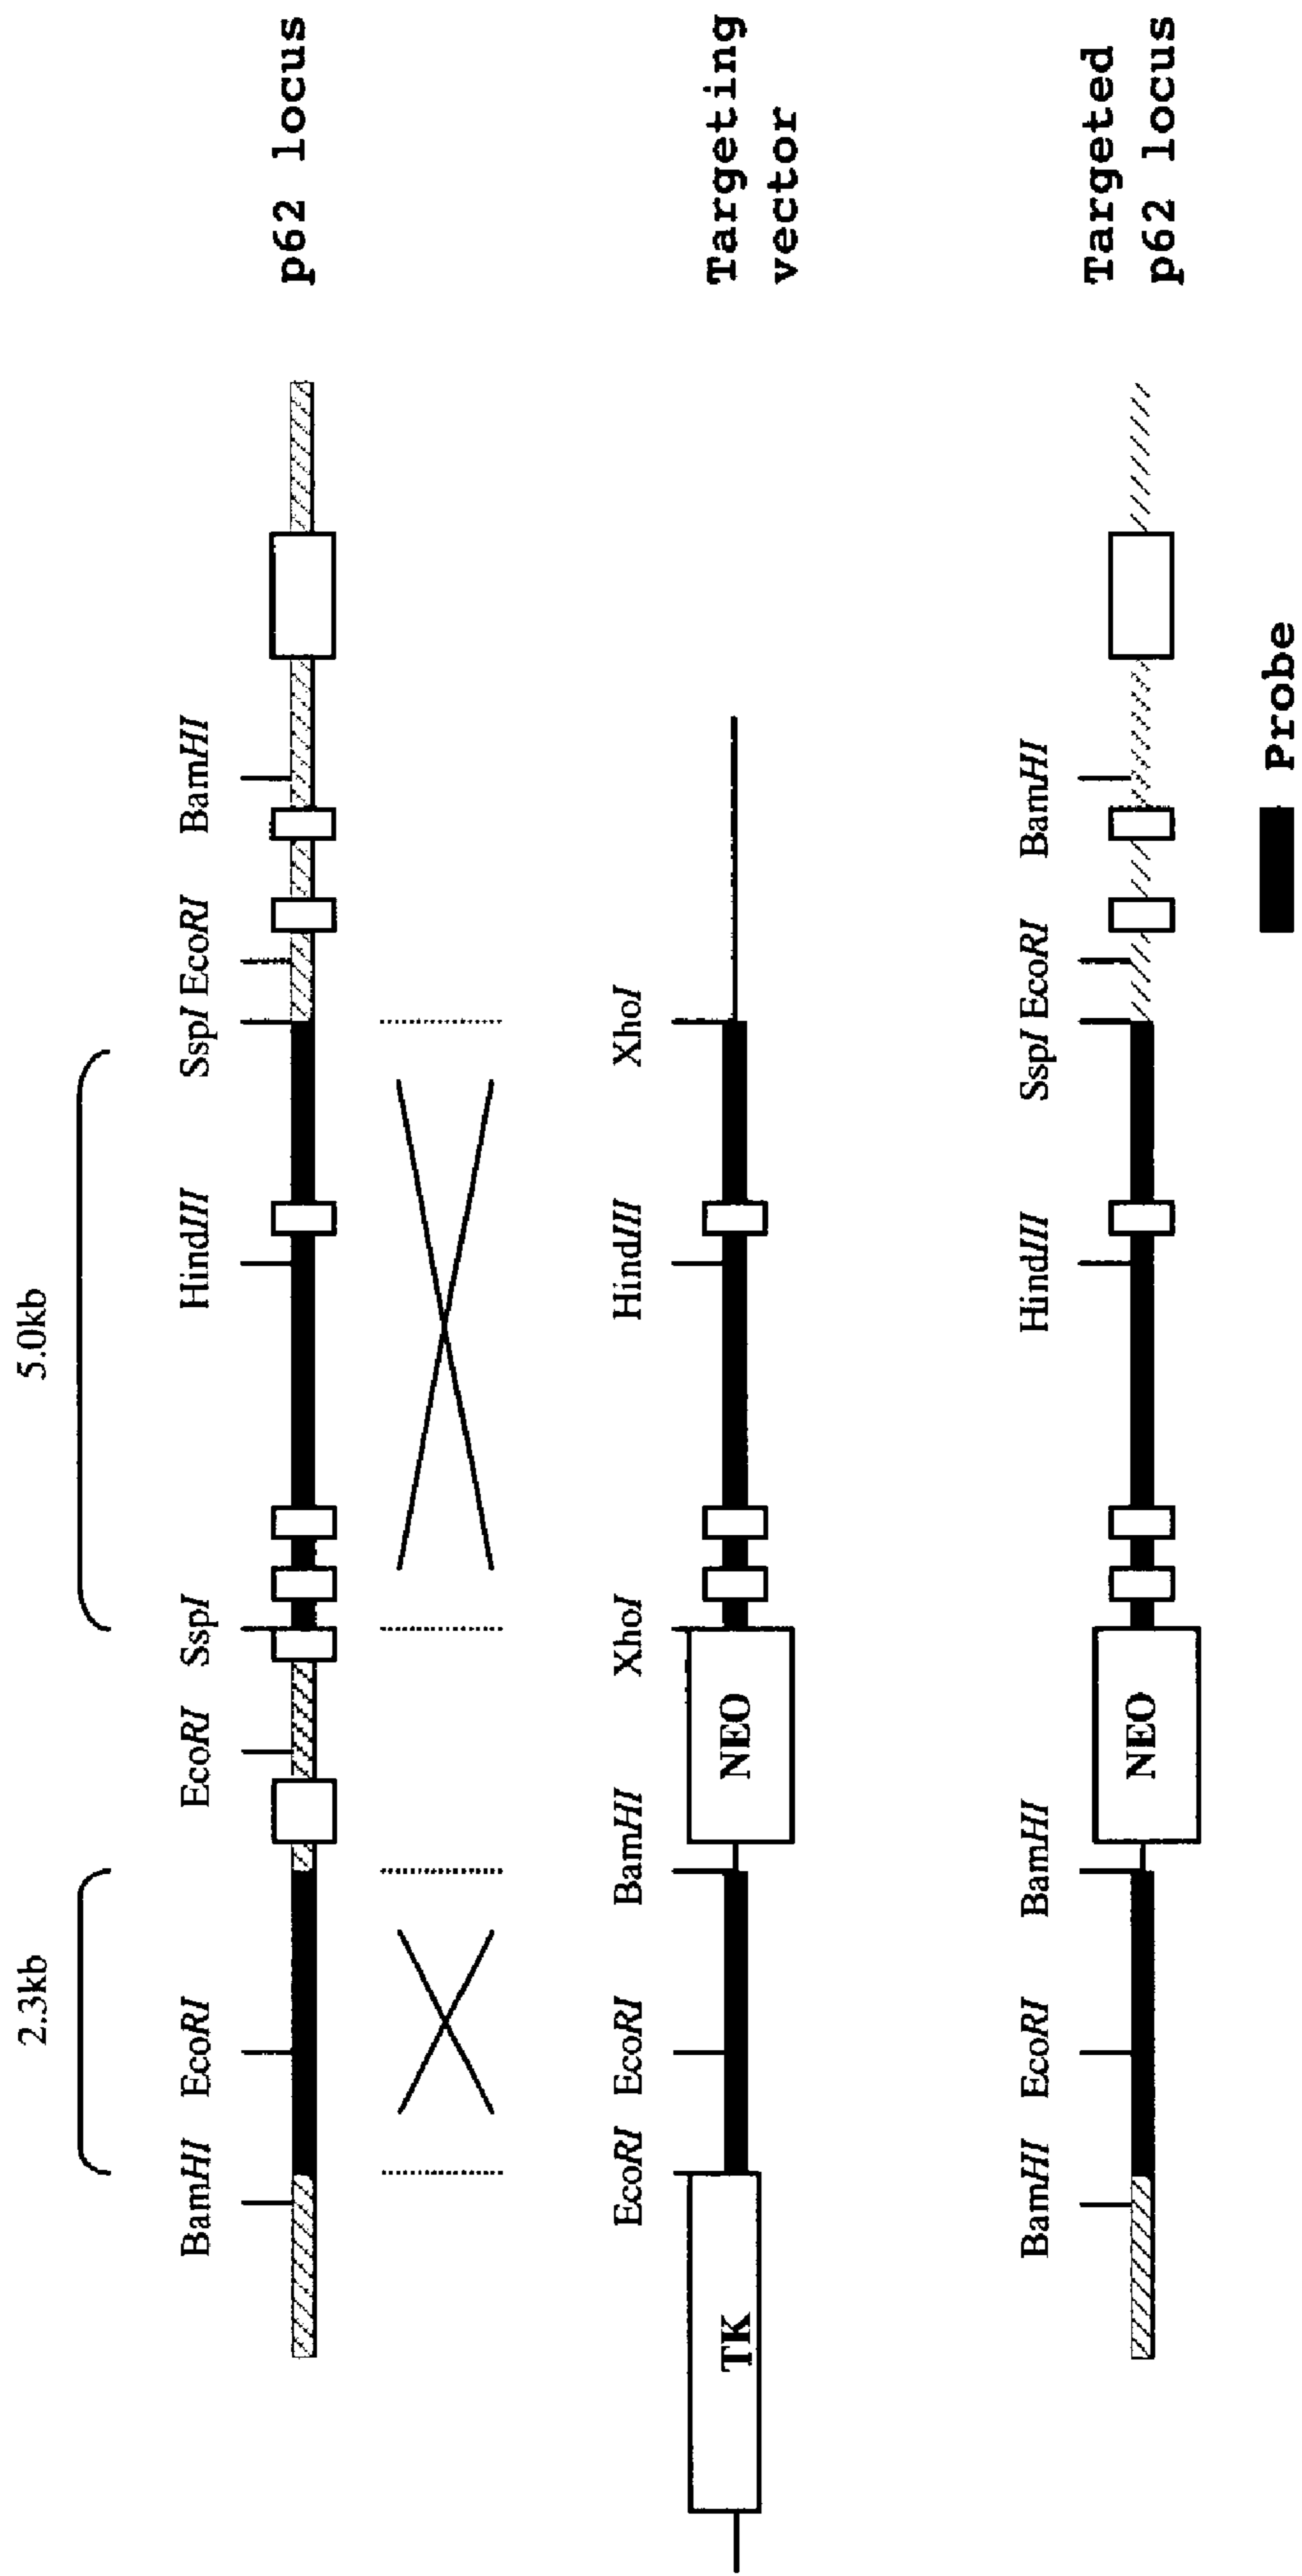 2.3kb 5.0kb
BamHI EcoRI EcoRI SspI HindIII SspI EcoRI BamHI
p62 locus
EcoRI EcoRI BamHI XhoI HindIII XhoI
TK NEO
Targeting
vector
BamHI EcoRI BamHI HindIII SspI EcoRI BamHI
NEO
Targeted
p62 locus
Probe